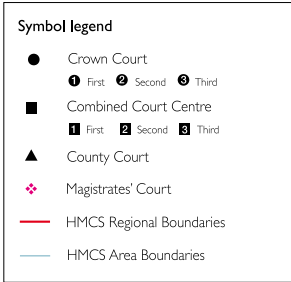 Symbol legend
Crown Court
1 First 2 Second 3 Third
Combined Court Centre
1 First 2 Second 3 Third
County Court
Magistrates' Court
HMCS Regional Boundaries
HMCS Area Boundaries